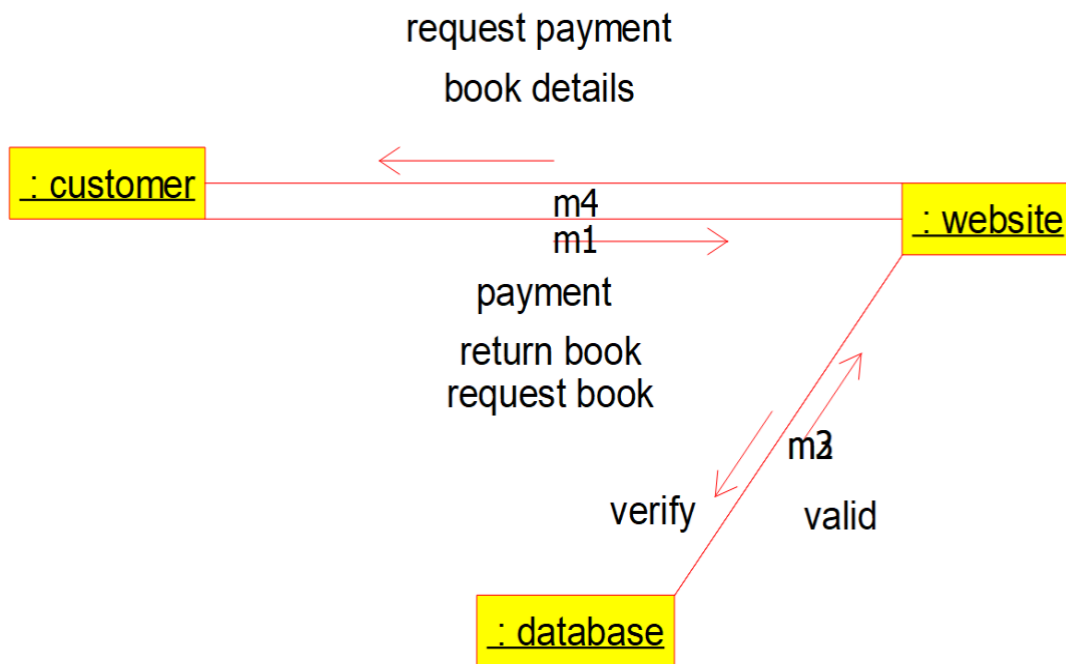 request payment
book details
: customer
m4
: website
m1
payment
return book
request book
verify
valid
: database